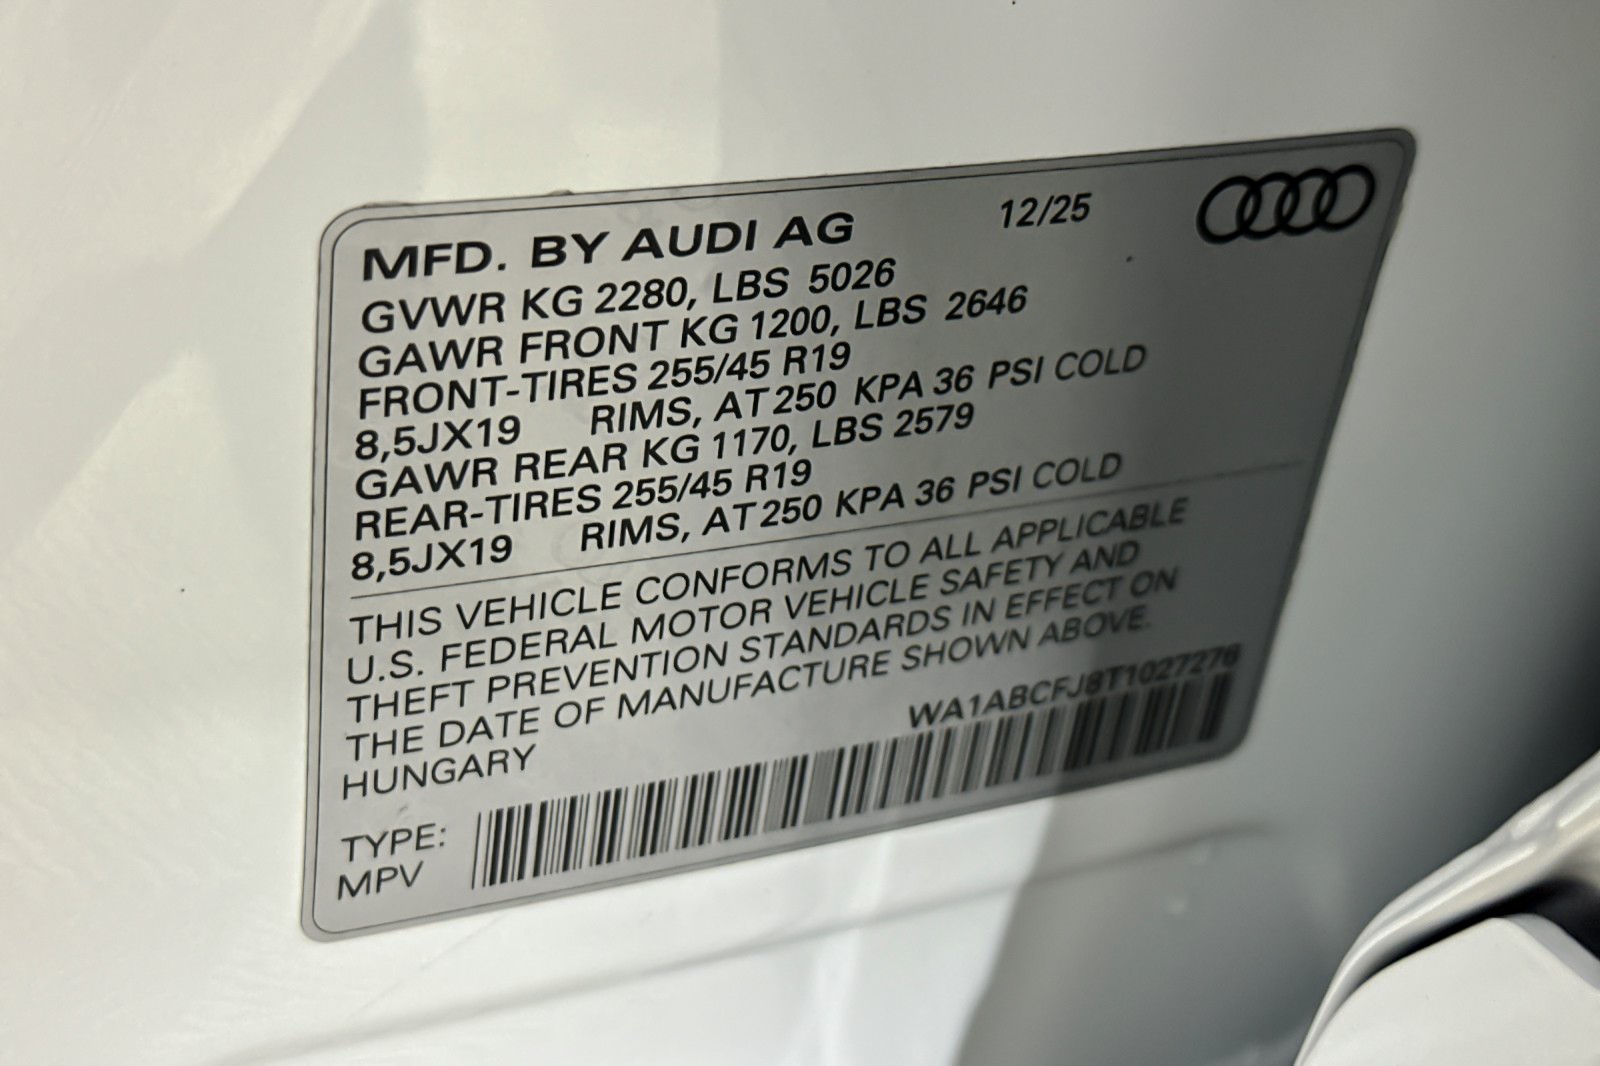 MFD. BY AUDI AG 12/25
GVWR KG 2280, LBS 5026
GAWR FRONT KG 1200, LBS 2646
FRONT-TIRES 255/45 R19
8,5JX19 RIMS, AT 250 KPA 36 PSI COLD
GAWR REAR KG 1170, LBS 2579
REAR-TIRES 255/45 R19
8,5JX19 RIMS, AT 250 KPA 36 PSI COLD
THIS VEHICLE CONFORMS TO ALL APPLICABLE
U.S. FEDERAL MOTOR VEHICLE SAFETY AND
THEFT PREVENTION STANDARDS IN EFFECT ON
THE DATE OF MANUFACTURE SHOWN ABOVE.
HUNGARY WA1ABCFJ8T1027276
TYPE:
MPV